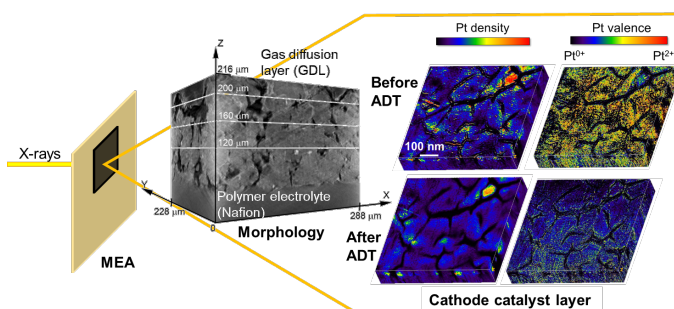 X-rays
MEA
Z
216 μm
200 μm
160 μm
120 μm
Gas diffusion
layer (GDL)
Polymer electrolyte
(Nafion)
Y
X
0
228 μm
288 μm
Morphology
Pt density
Pt valence
Pt0+
Pt2+
Before
ADT
100 nm
After
ADT
Cathode catalyst layer